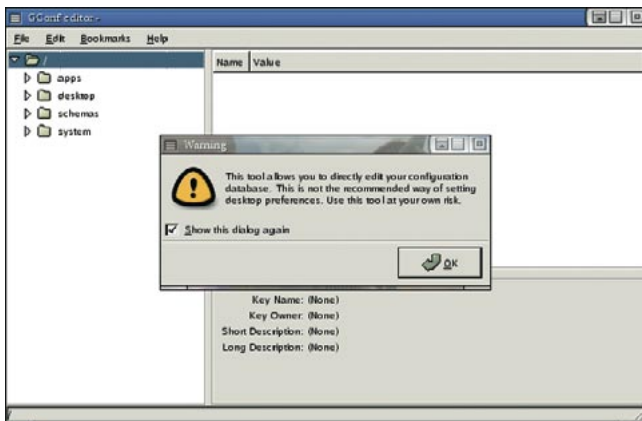 GConf editor - 
File Edit Bookmarks Help
/
Name Value
apps
desktop
schemas
system
Warning
This tool allows you to directly edit your configuration
database. This is not the recommended way of setting
desktop preferences. Use this tool at your own risk.
Show this dialog again
OK
Key Name: (None)
Key Owner: (None)
Short Description: (None)
Long Description: (None)
/